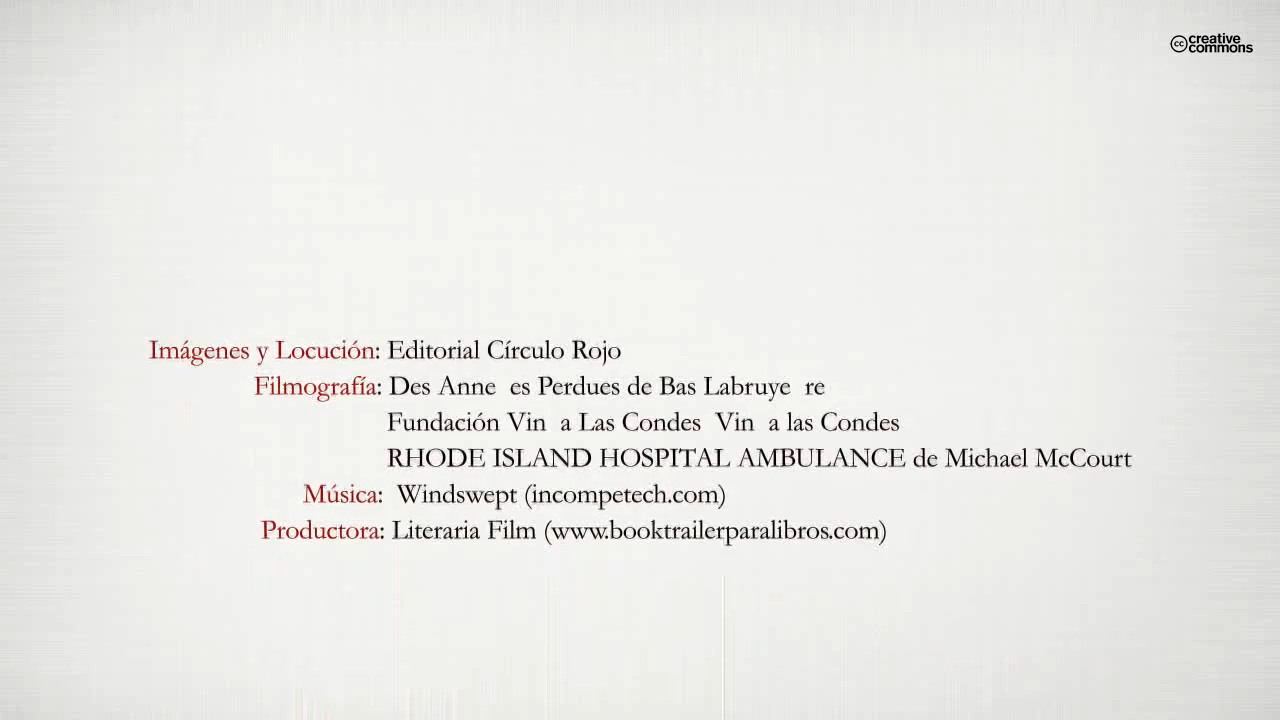 creative
commons
Imágenes y Locución: Editorial Círculo Rojo
Filmografía: Des Anne  es Perdues de Bas Labruye  re
Fundación Vin  a Las Condes  Vin  a las Condes
RHODE ISLAND HOSPITAL AMBULANCE de Michael McCourt
Música:  Windswept (incompetech.com)
Productora: Literaria Film (www.booktrailerparalibros.com)